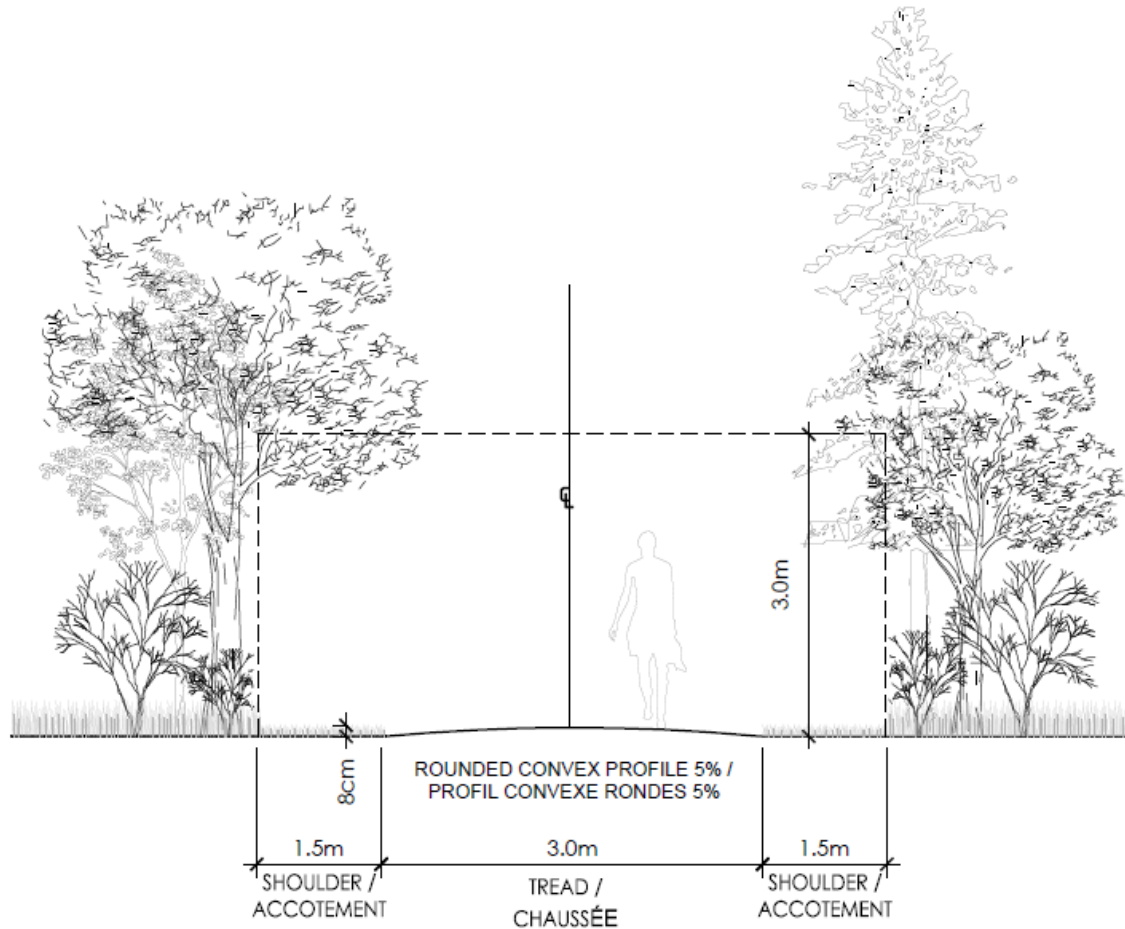 ℄
3.0m
8cm
ROUNDED CONVEX PROFILE 5% /
PROFIL CONVEXE RONDES 5%
1.5m
3.0m
1.5m
SHOULDER /
ACCOTEMENT
TREAD /
CHAUSSÉE
SHOULDER /
ACCOTEMENT